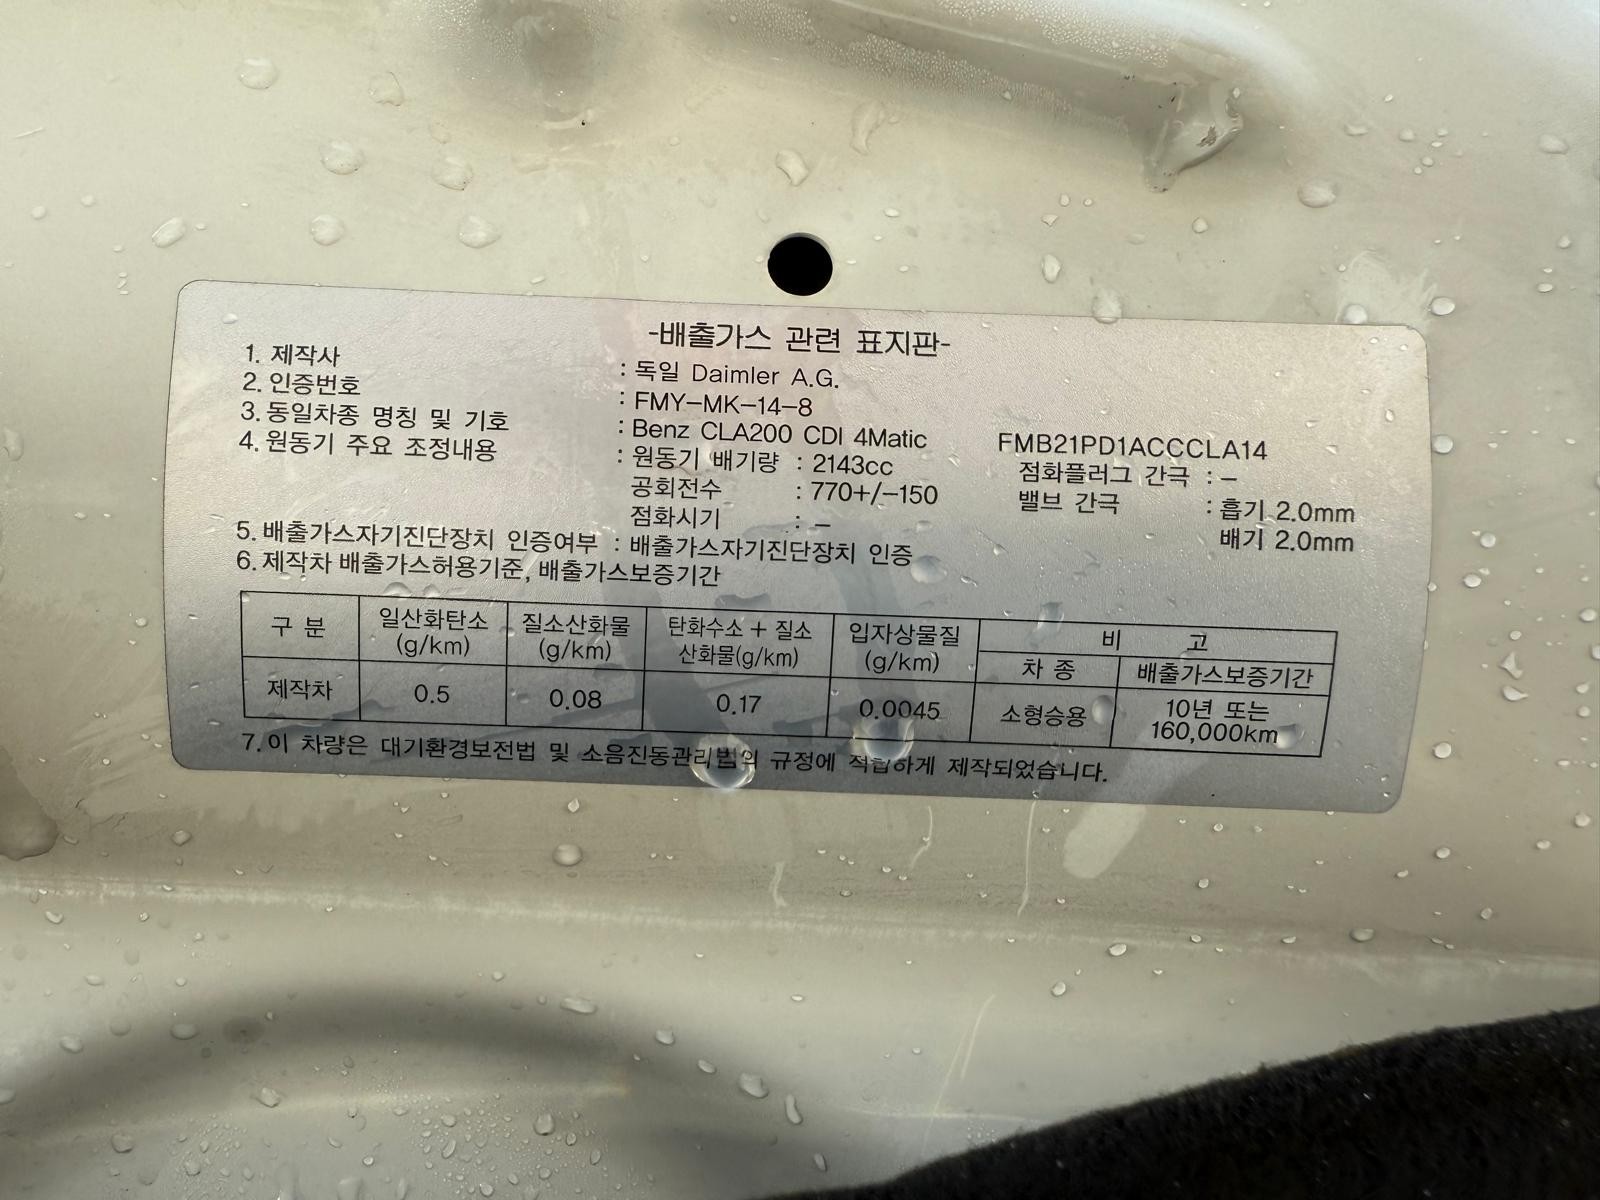 -배출가스 관련 표지판-
1. 제작사 : 독일 Daimler A.G.
2. 인증번호 : FMY-MK-14-8
3. 동일차종 명칭 및 기호 : Benz CLA200 CDI 4Matic FMB21PD1ACCCLA14
4. 원동기 주요 조정내용 : 원동기 배기량 : 2143cc 점화플러그 간극 : -
공회전수 : 770+/-150 밸브 간극 : 흡기 2.0mm
점화시기 : - 배기 2.0mm
5. 배출가스자기진단장치 인증여부 : 배출가스자기진단장치 인증
6. 제작차 배출가스허용기준, 배출가스보증기간
구 분 일산화탄소 (g/km) 질소산화물 (g/km) 탄화수소 + 질소 산화물(g/km) 입자상물질 (g/km) 비 고
차 종 배출가스보증기간
제작차 0.5 0.08 0.17 0.0045 소형승용 10년 또는 160,000km
7. 이 차량은 대기환경보전법 및 소음진동관리법의 규정에 적합하게 제작되었습니다.